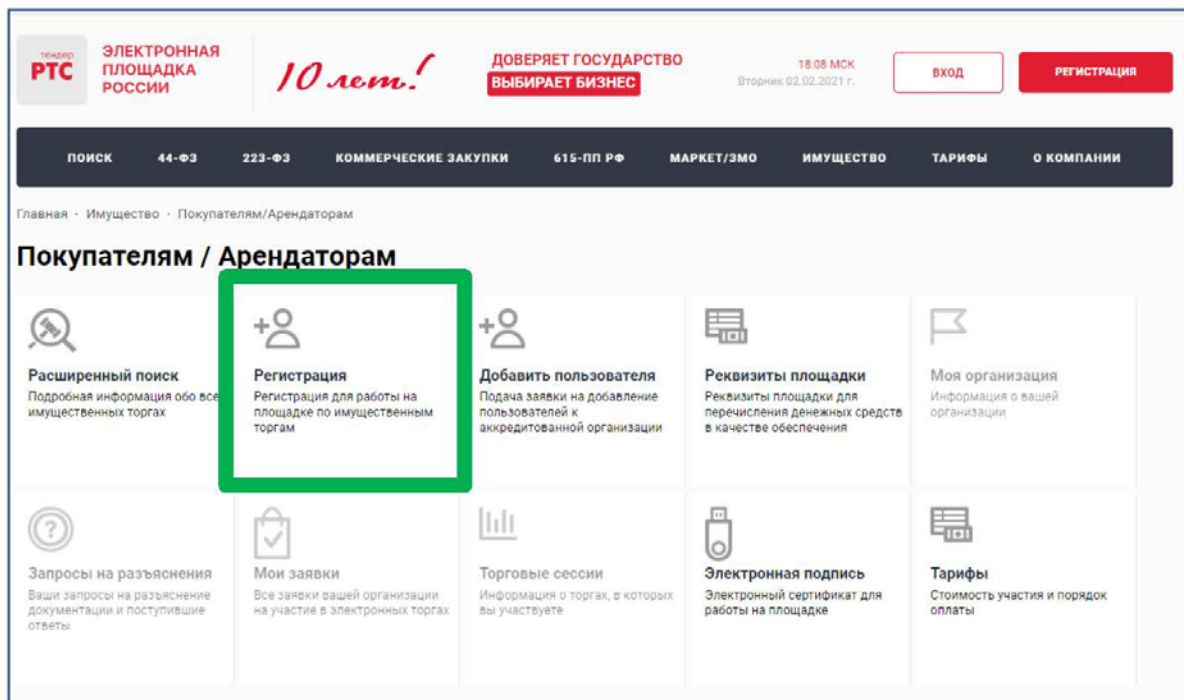 тендер
РТС
ЭЛЕКТРОННАЯ
ПЛОЩАДКА
РОССИИ
10 лет!
ДОВЕРЯЕТ ГОСУДАРСТВО
ВЫБИРАЕТ БИЗНЕС
18:08 МСК
Вторник 02.02.2021 г.
ВХОД
РЕГИСТРАЦИЯ
ПОИСК 44-ФЗ 223-ФЗ КОММЕРЧЕСКИЕ ЗАКУПКИ 615-ПП РФ МАРКЕТ/ЗМО ИМУЩЕСТВО ТАРИФЫ О КОМПАНИИ
Главная · Имущество · Покупателям/Арендаторам
Покупателям / Арендаторам
Расширенный поиск
Подробная информация обо все
имущественных торгах
Регистрация
Регистрация для работы на
площадке по имущественным
торгам
Добавить пользователя
Подача заявки на добавление
пользователей к
аккредитованной организации
Реквизиты площадки
Реквизиты площадки для
перечисления денежных средств
в качестве обеспечения
Моя организация
Информация о вашей
организации
Запросы на разъяснения
Ваши запросы на разъяснение
документации и поступившие
ответы
Мои заявки
Все заявки вашей организации
на участие в электронных торгах
Торговые сессии
Информация о торгах, в которых
вы участвуете
Электронная подпись
Электронный сертификат для
работы на площадке
Тарифы
Стоимость участия и порядок
оплаты